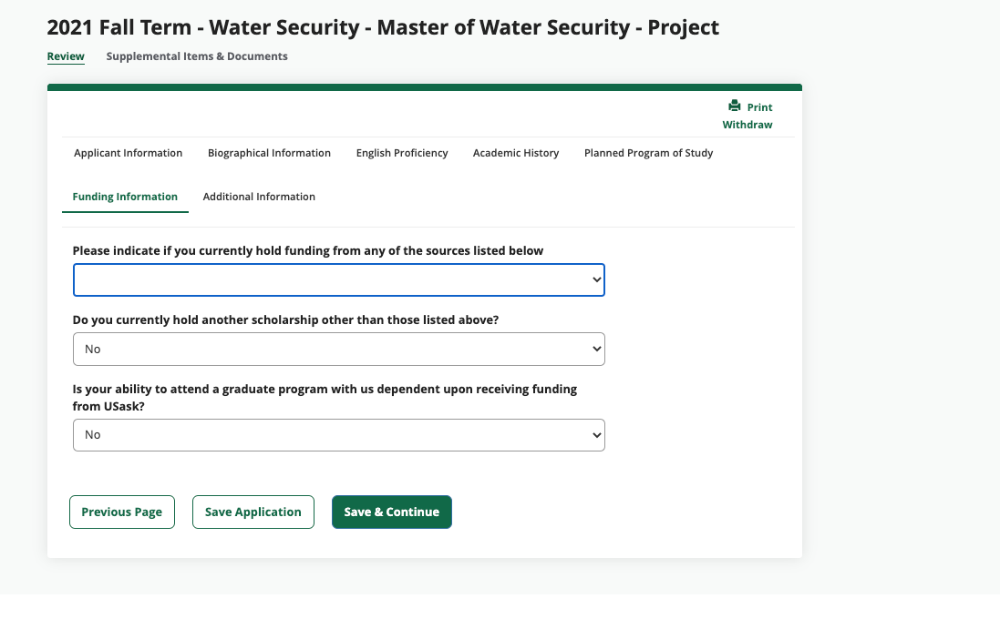 2021 Fall Term - Water Security - Master of Water Security - Project
Review Supplemental Items & Documents
Print
Withdraw
Applicant Information Biographical Information English Proficiency Academic History Planned Program of Study
Funding Information Additional Information
Please indicate if you currently hold funding from any of the sources listed below
Do you currently hold another scholarship other than those listed above?
No
Is your ability to attend a graduate program with us dependent upon receiving funding
from USask?
No
Previous Page Save Application Save & Continue